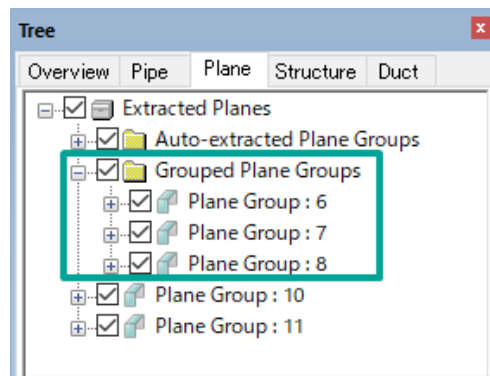 Tree
Overview Pipe Plane Structure Duct
Extracted Planes
Auto-extracted Plane Groups
Grouped Plane Groups
Plane Group : 6
Plane Group : 7
Plane Group : 8
Plane Group : 10
Plane Group : 11